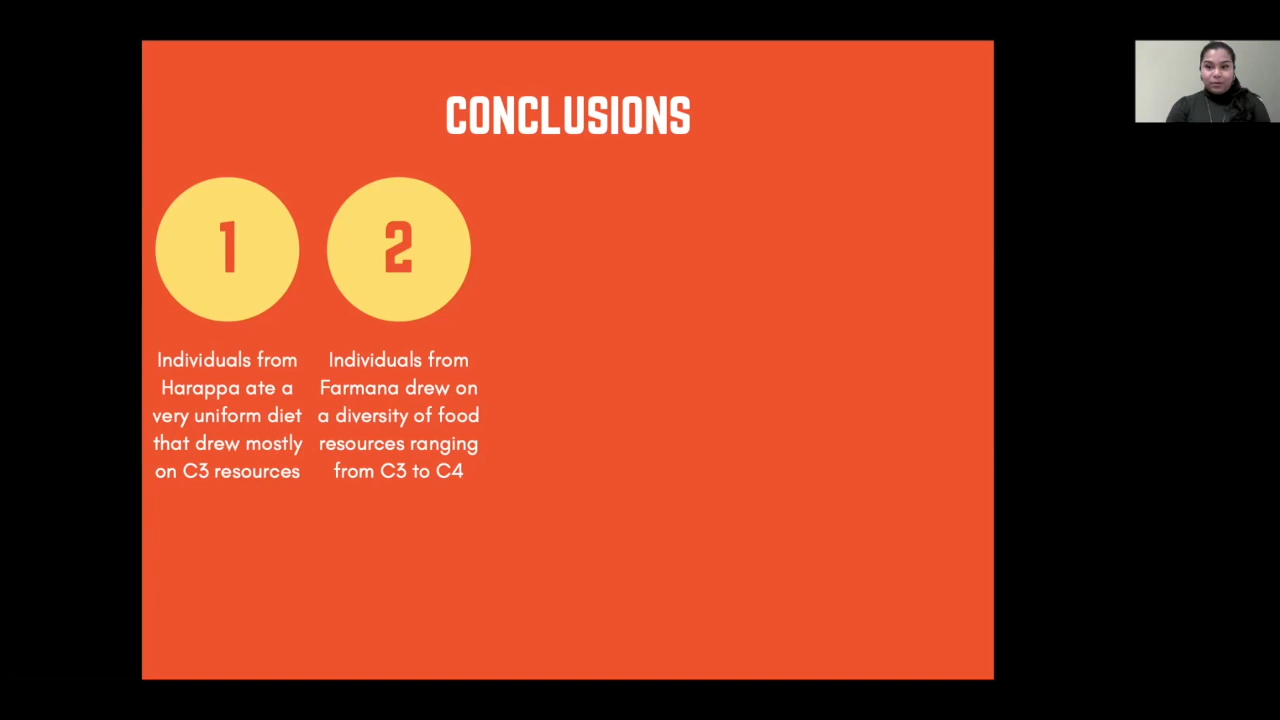 CONCLUSIONS
1
Individuals from
Harappa ate a
very uniform diet
that drew mostly
on C3 resources
2
Individuals from
Farmana drew on
a diversity of food
resources ranging
from C3 to C4